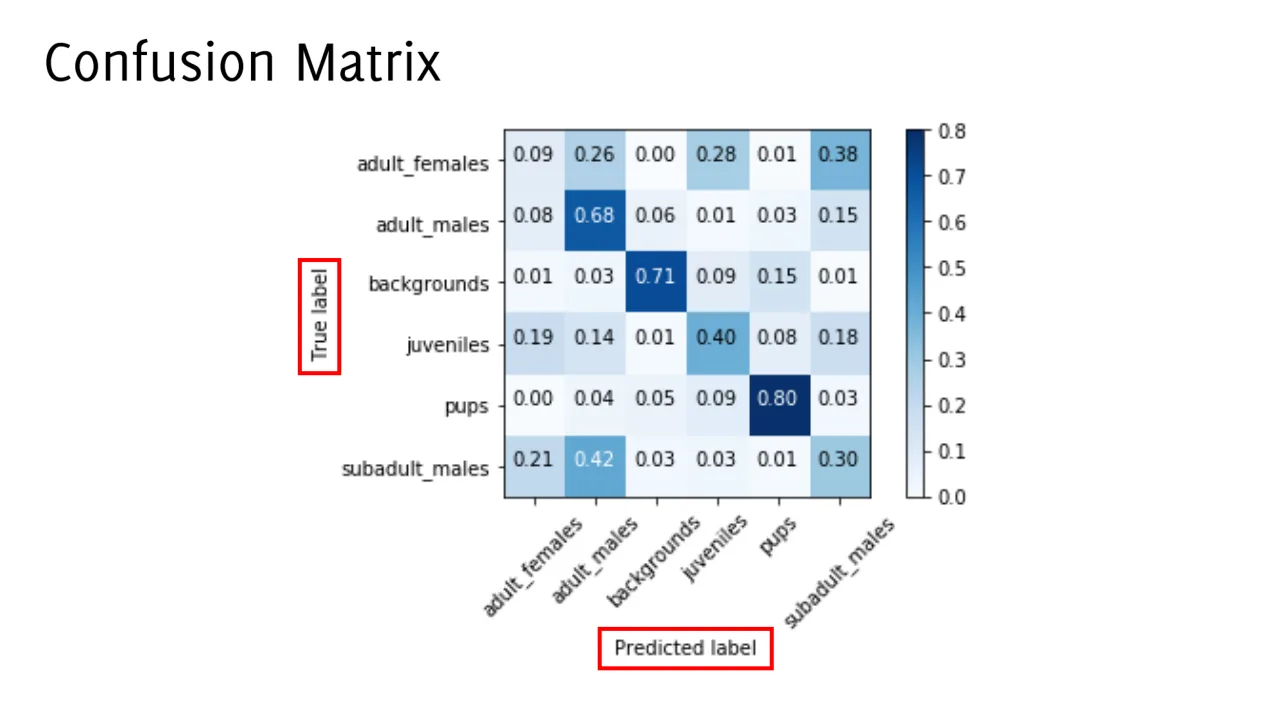 Confusion Matrix
adult_females 0.09 0.26 0.00 0.28 0.01 0.38
adult_males 0.08 0.68 0.06 0.01 0.03 0.15
backgrounds 0.01 0.03 0.71 0.09 0.15 0.01
juveniles 0.19 0.14 0.01 0.40 0.08 0.18
pups 0.00 0.04 0.05 0.09 0.80 0.03
subadult_males 0.21 0.42 0.03 0.03 0.01 0.30
True label
adult_females
adult_males
backgrounds
juveniles
pups
subadult_males
Predicted label
0.8
0.7
0.6
0.5
0.4
0.3
0.2
0.1
0.0